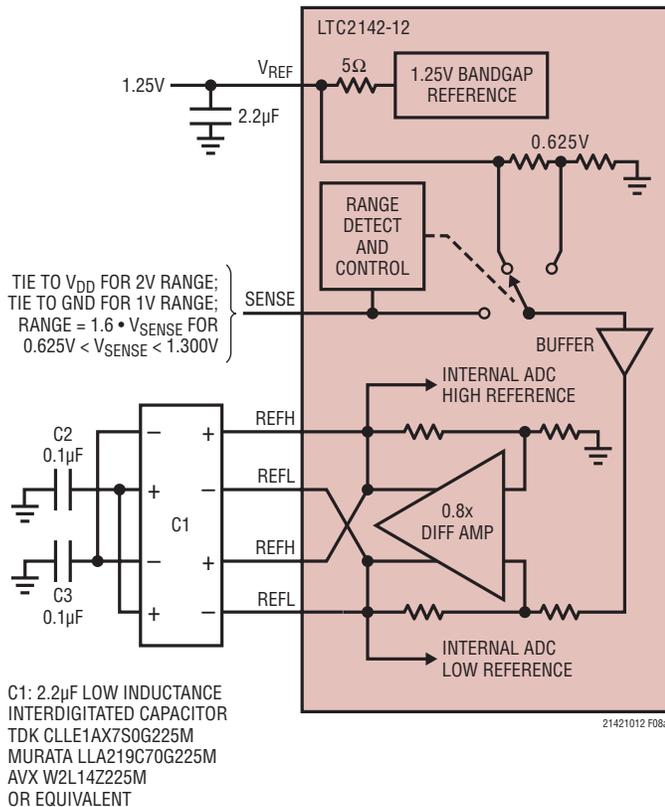 LTC2142-12
VREF
5Ω
1.25V
1.25V BANDGAP
REFERENCE
2.2µF
0.625V
RANGE
DETECT
AND
CONTROL
TIE TO VDD FOR 2V RANGE;
TIE TO GND FOR 1V RANGE;
RANGE = 1.6 • VSENSE FOR
0.625V < VSENSE < 1.300V
SENSE
BUFFER
INTERNAL ADC
HIGH REFERENCE
REFH
C2
0.1µF
–
+
REFL
+
–
C1
0.8x
DIFF AMP
REFH
–
+
C3
0.1µF
REFL
+
–
INTERNAL ADC
LOW REFERENCE
C1: 2.2µF LOW INDUCTANCE
INTERDIGITATED CAPACITOR
TDK CLLE1AX7S0G225M
MURATA LLA219C70G225M
AVX W2L14Z225M
OR EQUIVALENT
21421012 F08a